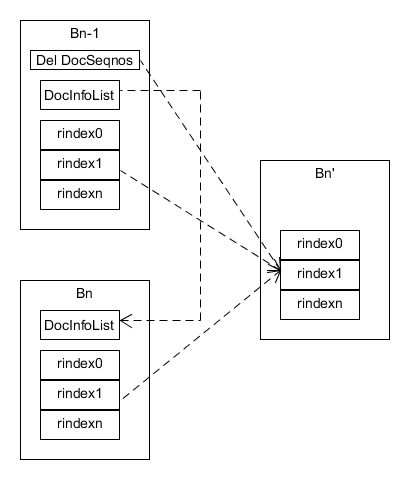 Bn-1
Del DocSeqnos
DocInfoList
rindex0
rindex1
rindexn
Bn'
rindex0
rindex1
rindexn
Bn
DocInfoList
rindex0
rindex1
rindexn